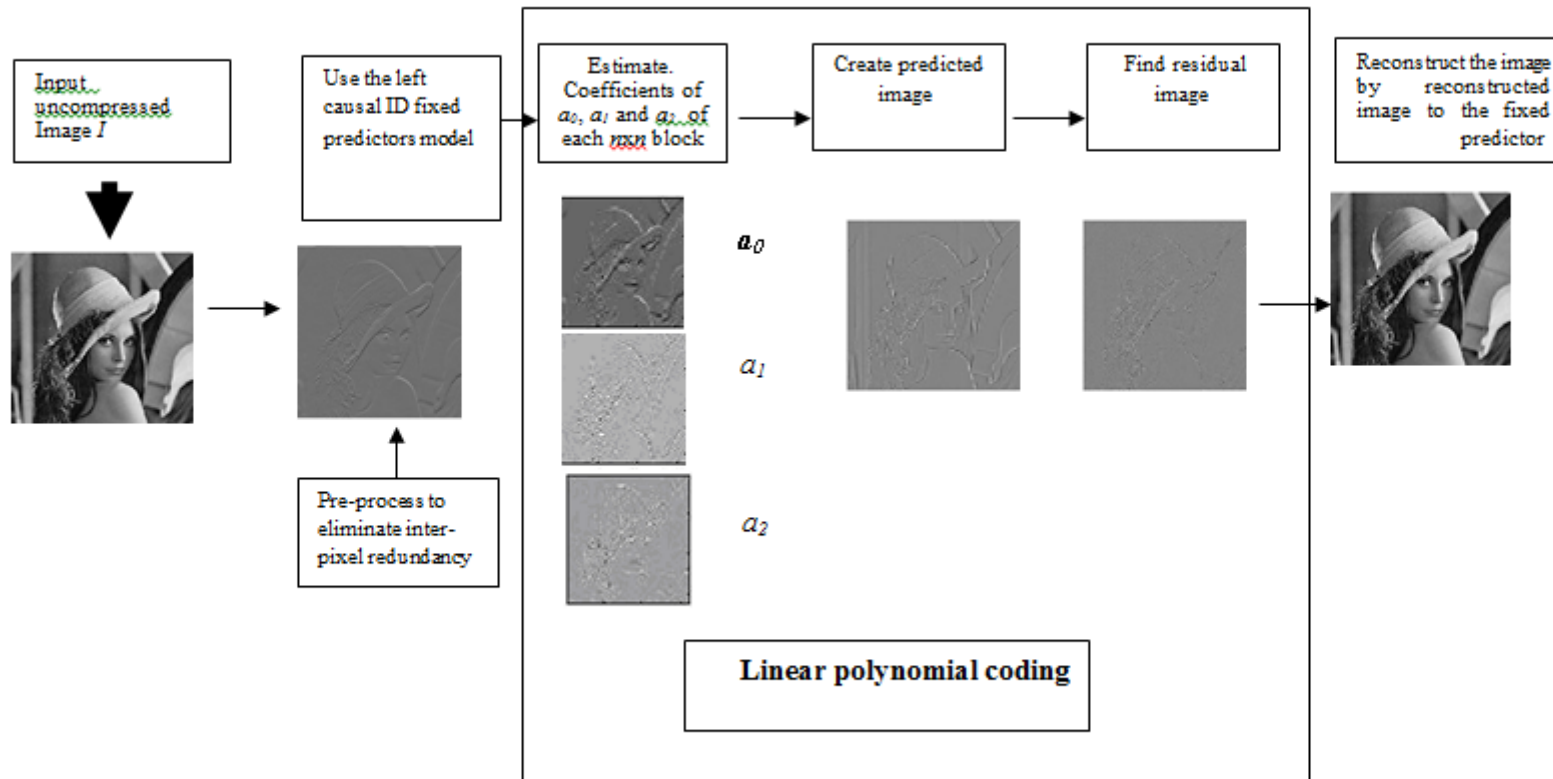 Input
uncompressed
Image I
Use the left
causal ID fixed
predictors model
Estimate.
Coefficients of
a0, a1 and a2 of
each nxn block
Create predicted
image
Find residual
image
Reconstruct the image
by reconstructed
image to the fixed
predictor
a0
a1
a2
Pre-process to
eliminate inter-
pixel redundancy
Linear polynomial coding